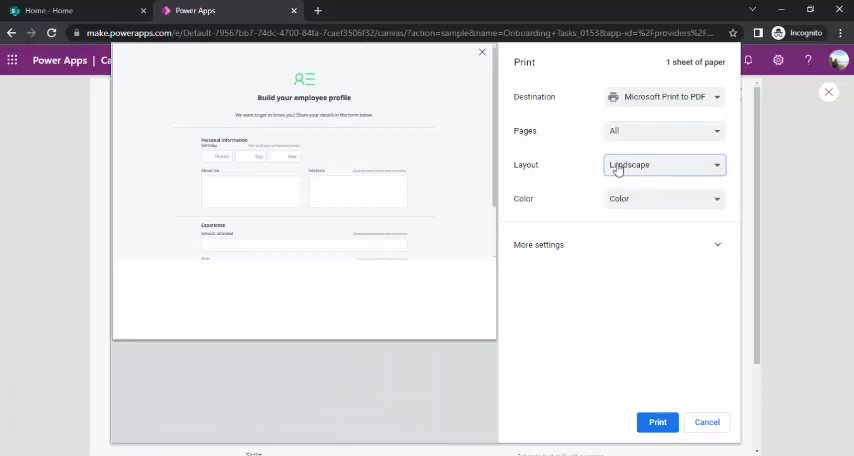 Home - Home
Power Apps
make.powerapps.com/e/Default-79567bb7-74dc-4700-84fa-7caef3506f32/canvas/?action=sample&name=Onboarding+Tasks_0153&app-id=%2Fproviders%2F...
Incognito
Power Apps | Ca
Build your employee profile
We want to get to know you! Share your details in the form below.
Personal information
Birthday
Month Day Year
About me
Interests
Experience
Schools attended
Print
1 sheet of paper
Destination
Microsoft Print to PDF
Pages
All
Layout
Landscape
Color
Color
More settings
Print
Cancel